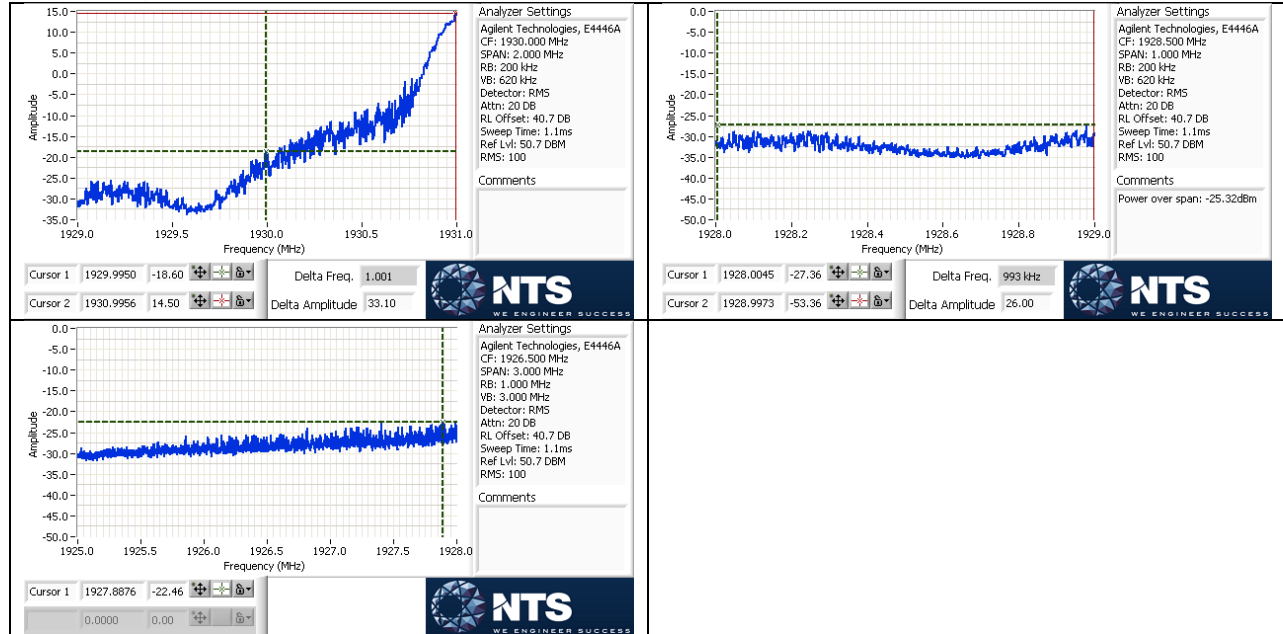 15.0
10.0
5.0
0.0
-5.0
-10.0
-15.0
-20.0
-25.0
-30.0
-35.0
Amplitude
1929.0 1929.5 1930.0 1930.5 1931.0
Frequency (MHz)
Analyzer Settings
Agilent Technologies, E4446A
CF: 1930.000 MHz
SPAN: 2.000 MHz
RB: 200 kHz
VB: 620 kHz
Detector: RMS
Attn: 20 DB
RL Offset: 40.7 DB
Sweep Time: 1.1ms
Ref Lvl: 50.7 DBM
RMS: 100
Comments
Cursor 1 1929.9950 -18.60
Cursor 2 1930.9956 14.50
Delta Freq. 1.001
Delta Amplitude 33.10
NTS
WE ENGINEER SUCCESS
0.0
-5.0
-10.0
-15.0
-20.0
-25.0
-30.0
-35.0
-40.0
-45.0
-50.0
Amplitude
1928.0 1928.2 1928.4 1928.6 1928.8 1929.0
Frequency (MHz)
Analyzer Settings
Agilent Technologies, E4446A
CF: 1928.500 MHz
SPAN: 1.000 MHz
RB: 200 kHz
VB: 620 kHz
Detector: RMS
Attn: 20 DB
RL Offset: 40.7 DB
Sweep Time: 1.1ms
Ref Lvl: 50.7 DBM
RMS: 100
Comments
Power over span: -25.32dBm
Cursor 1 1928.0045 -27.36
Cursor 2 1928.9973 -53.36
Delta Freq. 993 kHz
Delta Amplitude 26.00
NTS
WE ENGINEER SUCCESS
0.0
-5.0
-10.0
-15.0
-20.0
-25.0
-30.0
-35.0
-40.0
-45.0
-50.0
Amplitude
1925.0 1925.5 1926.0 1926.5 1927.0 1927.5 1928.0
Frequency (MHz)
Analyzer Settings
Agilent Technologies, E4446A
CF: 1926.500 MHz
SPAN: 3.000 MHz
RB: 1.000 MHz
VB: 3.000 MHz
Detector: RMS
Attn: 20 DB
RL Offset: 40.7 DB
Sweep Time: 1.1ms
Ref Lvl: 50.7 DBM
RMS: 100
Comments
Cursor 1 1927.8876 -22.46
0.0000 0.00
NTS
WE ENGINEER SUCCESS